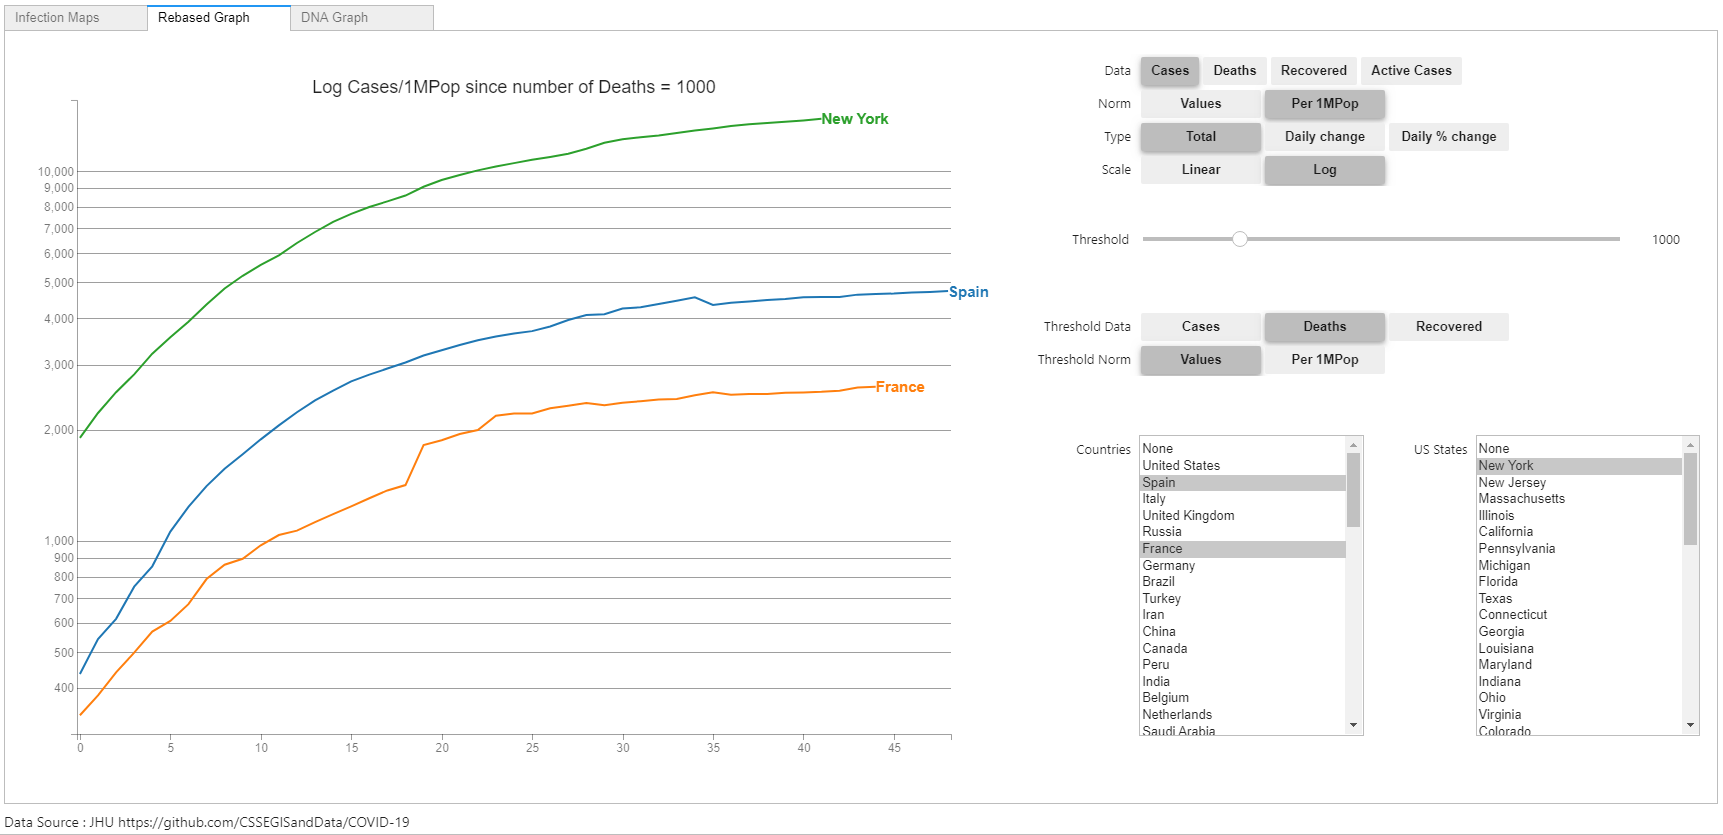 Infection Maps
Rebased Graph
DNA Graph
Log Cases/1MPop since number of Deaths = 1000
10,000
9,000
8,000
7,000
6,000
5,000
4,000
3,000
2,000
1,000
900
800
700
600
500
400
0 5 10 15 20 25 30 35 40 45
New York
Spain
France
Data Cases Deaths Recovered Active Cases
Norm Values Per 1MPop
Type Total Daily change Daily % change
Scale Linear Log
Threshold 1000
Threshold Data Cases Deaths Recovered
Threshold Norm Values Per 1MPop
Countries
None
United States
Spain
Italy
United Kingdom
Russia
France
Germany
Brazil
Turkey
Iran
China
Canada
Peru
India
Belgium
Netherlands
Saudi Arabia
US States
None
New York
New Jersey
Massachusetts
Illinois
California
Pennsylvania
Michigan
Florida
Texas
Connecticut
Georgia
Louisiana
Maryland
Indiana
Ohio
Virginia
Colorado
Data Source : JHU https://github.com/CSSEGISandData/COVID-19